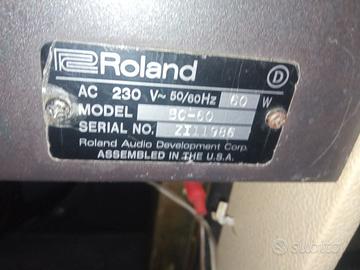 Roland
D
AC 230 V~ 50/60Hz 60 W
MODEL BC-60
SERIAL NO. ZI11986
Roland Audio Development Corp.
ASSEMBLED IN THE U.S.A.
subito.it